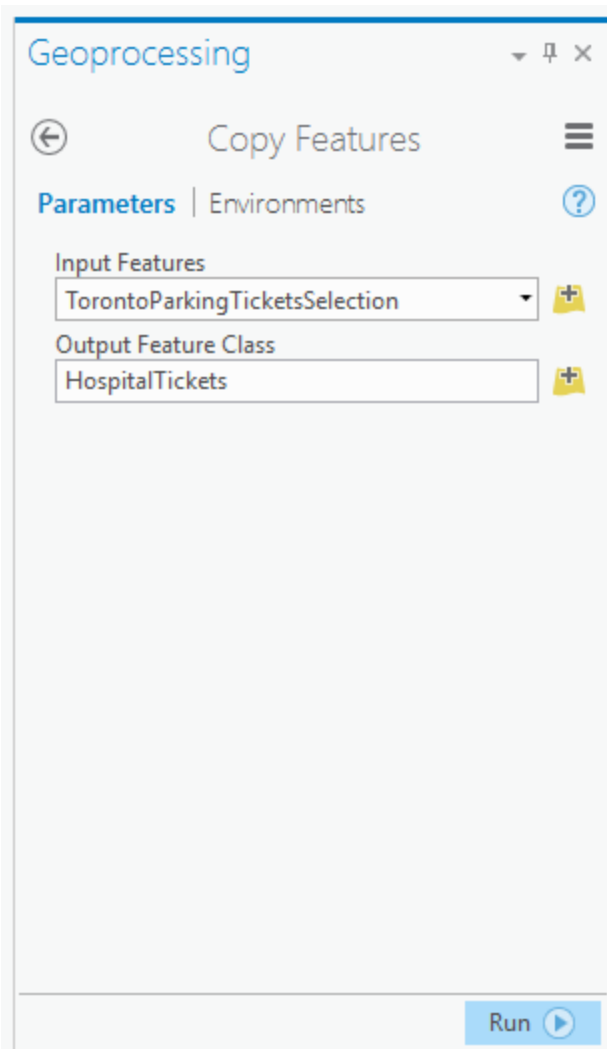 Geoprocessing
Copy Features
Parameters | Environments
Input Features
TorontoParkingTicketsSelection
Output Feature Class
HospitalTickets
Run